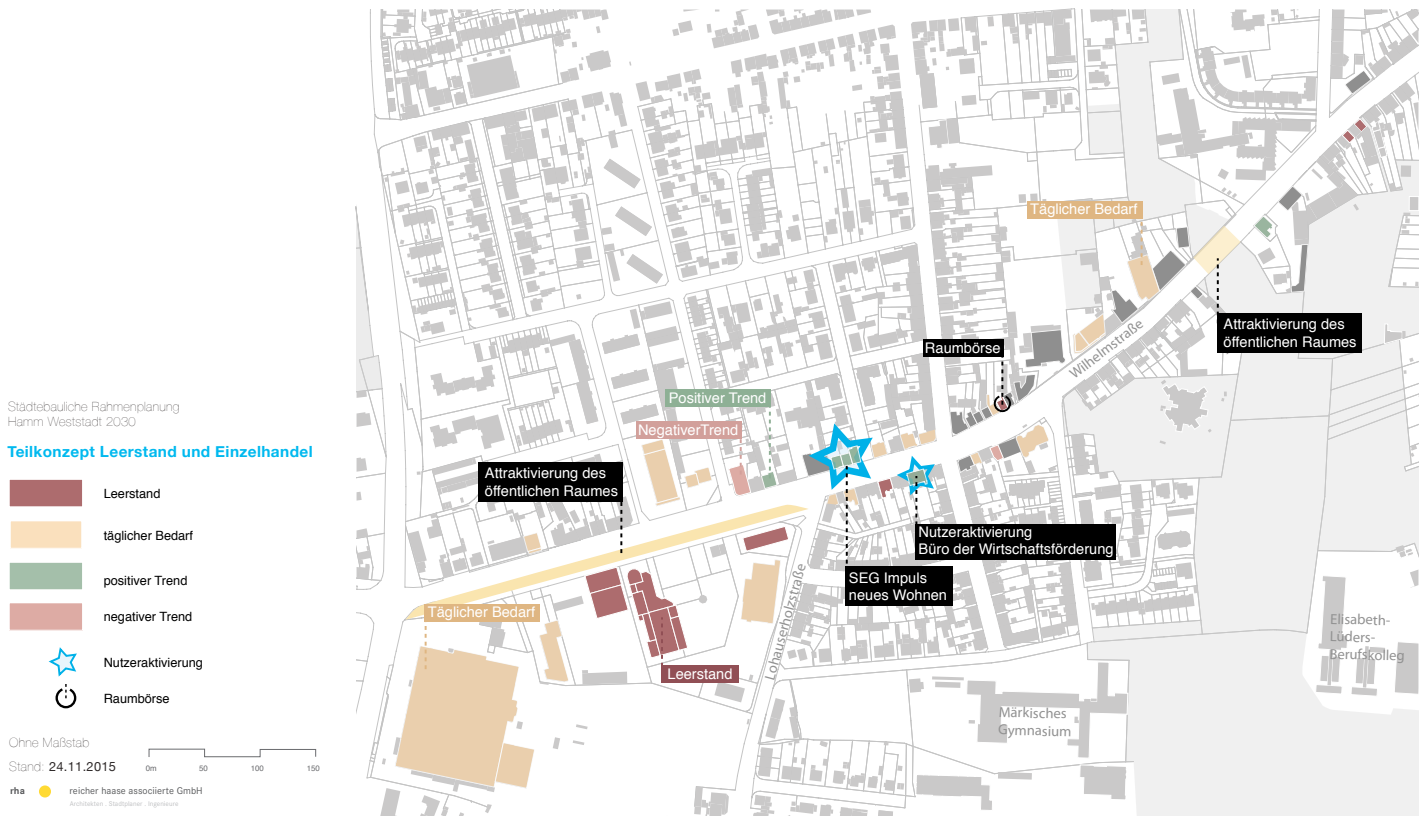 Städtebauliche Rahmenplanung
Hamm Weststadt 2030
Teilkonzept Leerstand und Einzelhandel
Leerstand
täglicher Bedarf
positiver Trend
negativer Trend
Nutzeraktivierung
Raumbörse
Ohne Maßstab
Stand: 24.11.2015
0m 50 100 150
rha reicher haase associierte GmbH
Architekten . Stadtplaner . Ingenieure
Täglicher Bedarf
Attraktivierung des
öffentlichen Raumes
Wilhelmstraße
Raumbörse
Positiver Trend
NegativerTrend
Attraktivierung des
öffentlichen Raumes
Nutzeraktivierung
Büro der Wirtschaftsförderung
SEG Impuls
neues Wohnen
Lohauserholzstraße
Täglicher Bedarf
Leerstand
Elisabeth-
Lüders-
Berufskolleg
Märkisches
Gymnasium